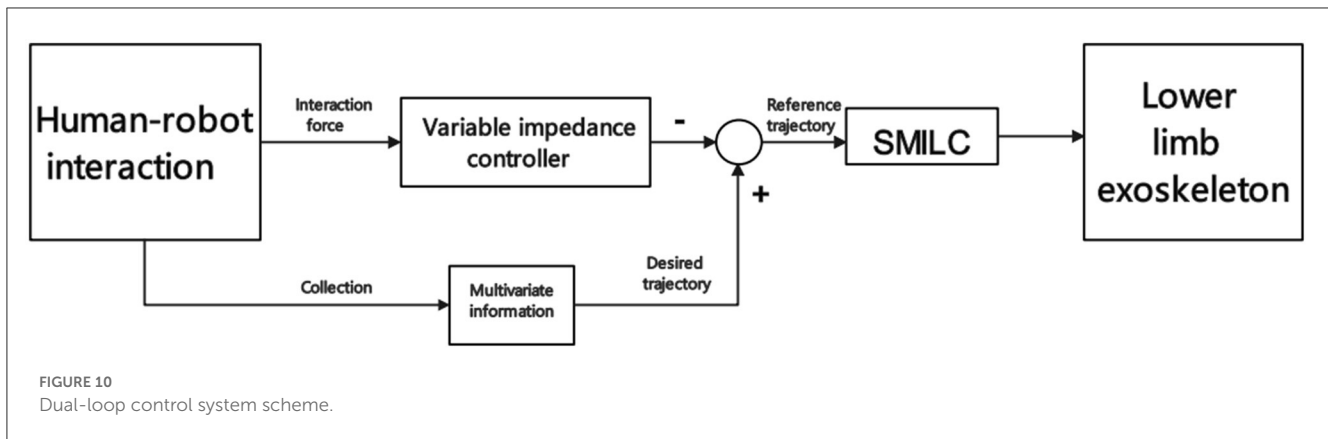 Human-robot
interaction
Interaction
force
Variable impedance
controller
-
+
Reference
trajectory
SMILC
Lower
limb
exoskeleton
Collection
Multivariate
information
Desired
trajectory
FIGURE 10
Dual-loop control system scheme.